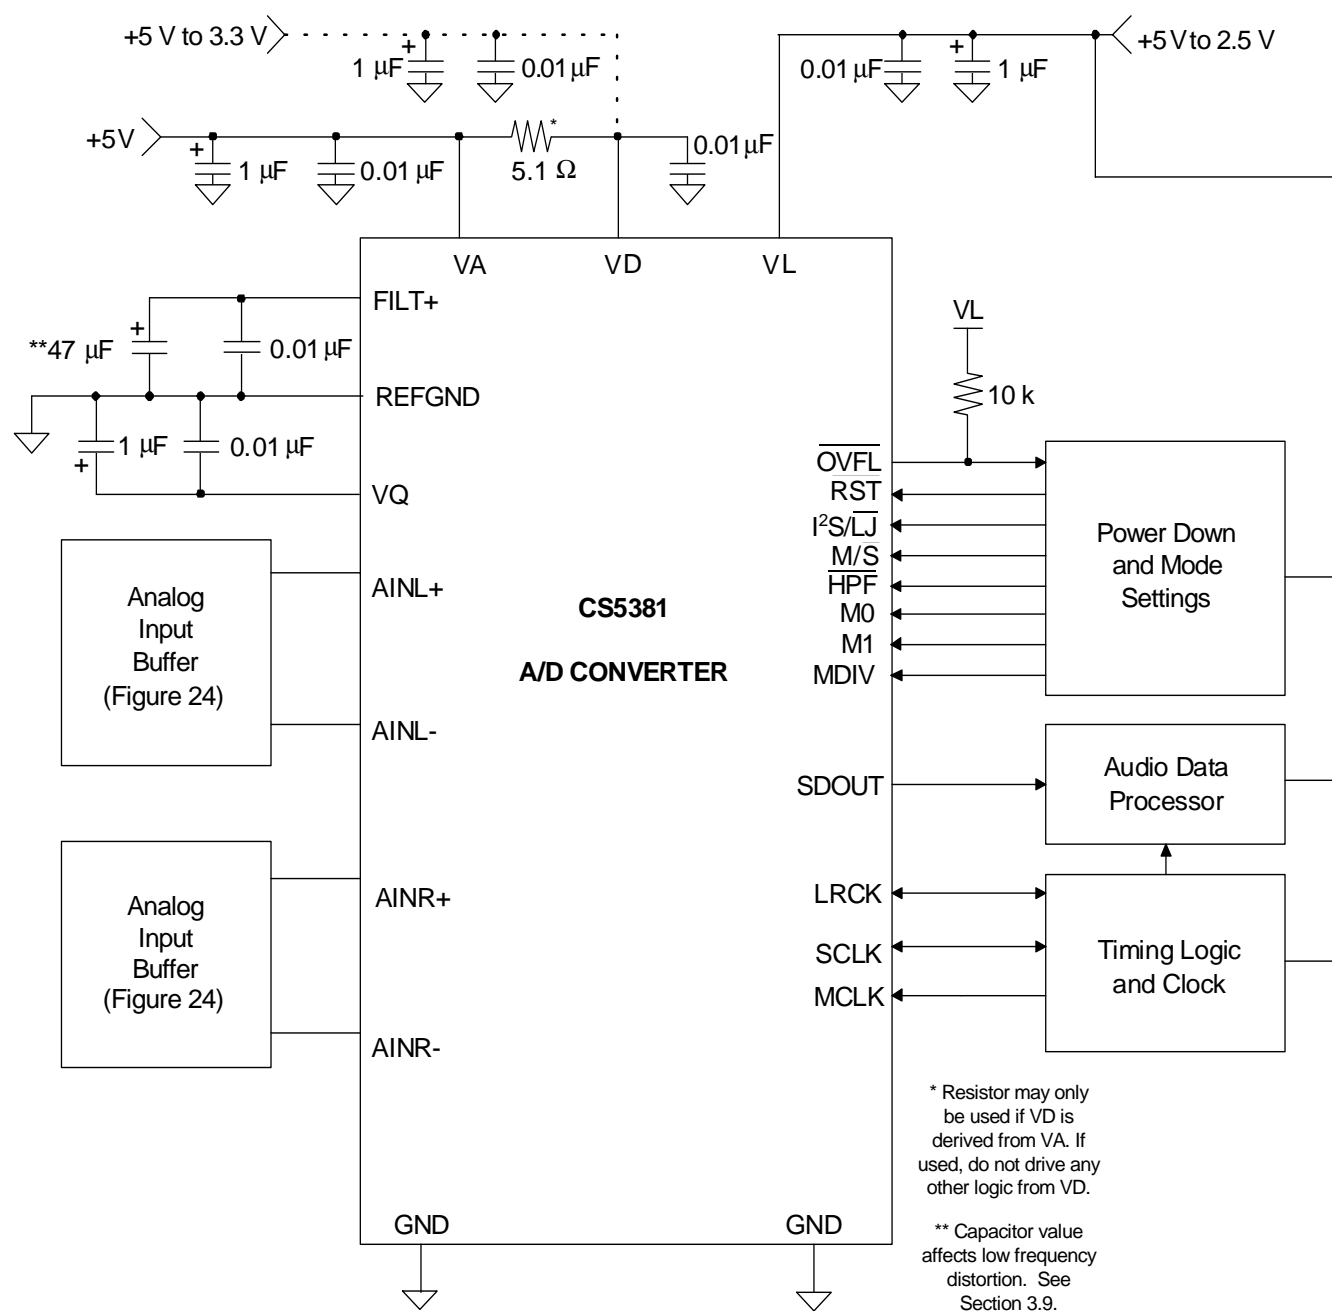 +5 V to 3.3 V
+
1 µF
0.01 µF
0.01 µF
+
1 µF
+5 V to 2.5 V
+5V
+
1 µF
0.01 µF
*
5.1 Ω
0.01 µF
VA
VD
VL
FILT+
+
**47 µF
0.01 µF
REFGND
1 µF
+
0.01 µF
VQ
VL
10 k
OVFL
RST
I²S/LJ
M/S
HPF
M0
M1
MDIV
Power Down
and Mode
Settings
Analog
Input
Buffer
(Figure 24)
AINL+
AINL-
CS5381
A/D CONVERTER
SDOUT
Audio Data
Processor
Analog
Input
Buffer
(Figure 24)
AINR+
AINR-
LRCK
SCLK
MCLK
Timing Logic
and Clock
* Resistor may only
be used if VD is
derived from VA. If
used, do not drive any
other logic from VD.
GND
GND
** Capacitor value
affects low frequency
distortion. See
Section 3.9.